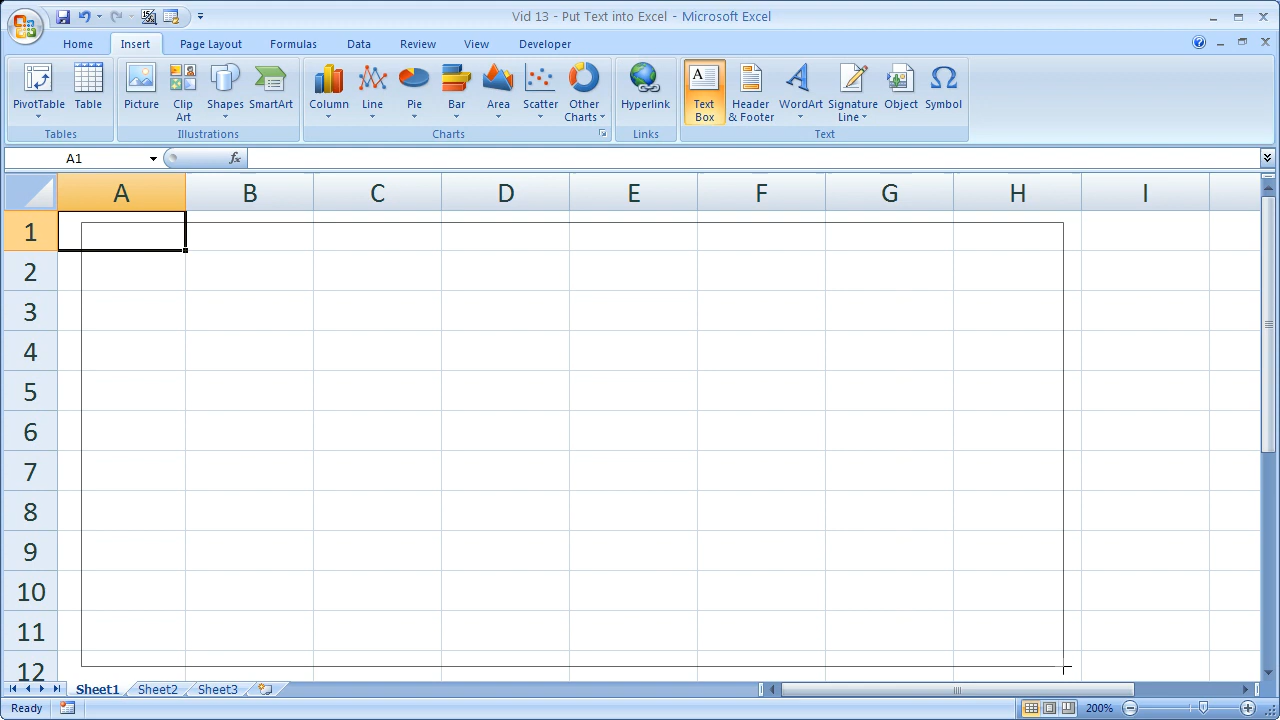 Vid 13 - Put Text into Excel - Microsoft Excel
Home Insert Page Layout Formulas Data Review View Developer
PivotTable Table Picture Clip Art Shapes SmartArt Column Line Pie Bar Area Scatter Other Charts Hyperlink Text Box Header & Footer WordArt Signature Line Object Symbol
Tables Illustrations Charts Links Text
A1 fx
A B C D E F G H I
1
2
3
4
5
6
7
8
9
10
11
12
Sheet1 Sheet2 Sheet3
Ready 200%